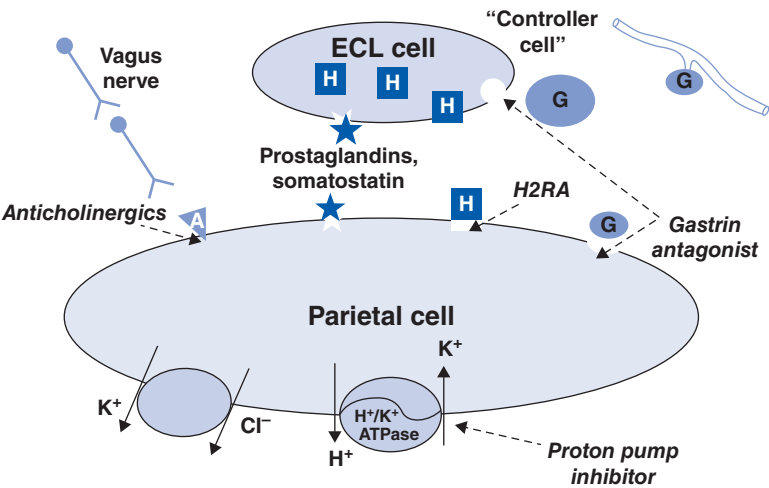 “Controller
cell”
ECL cell
Vagus
nerve
H
H
H
G
G
Prostaglandins,
somatostatin
Anticholinergics
A
H
H2RA
G
Gastrin
antagonist
Parietal cell
K⁺
K⁺
Cl⁻
H⁺/K⁺
ATPase
H⁺
Proton pump
inhibitor